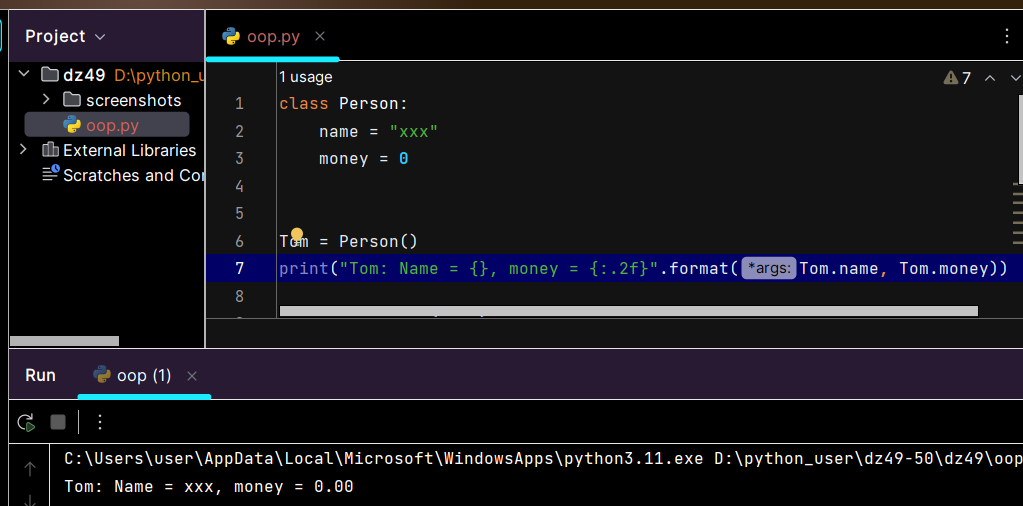 Project
oop.py
dz49 D:\python_u
screenshots
oop.py
External Libraries
Scratches and Co
1 usage
7
1 class Person:
2 name = "xxx"
3 money = 0
4
5
6 Tom = Person()
7 print("Tom: Name = {}, money = {:.2f}".format( *args: Tom.name, Tom.money))
8
Run
oop (1)
C:\Users\user\AppData\Local\Microsoft\WindowsApps\python3.11.exe D:\python_user\dz49-50\dz49\oop
Tom: Name = xxx, money = 0.00